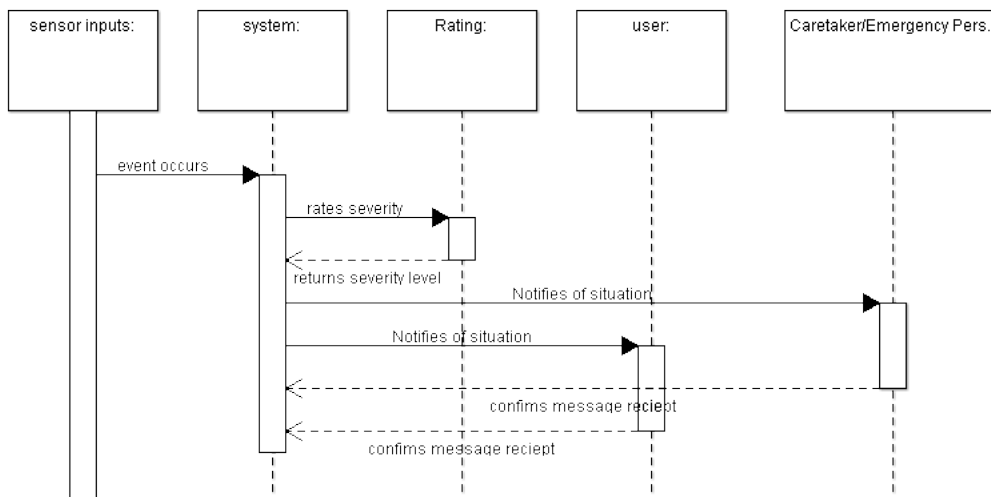 sensor inputs:
system:
Rating:
user:
Caretaker/Emergency Pers.
event occurs
rates severity
returns severity level
Notifies of situation
Notifies of situation
confims message reciept
confims message reciept